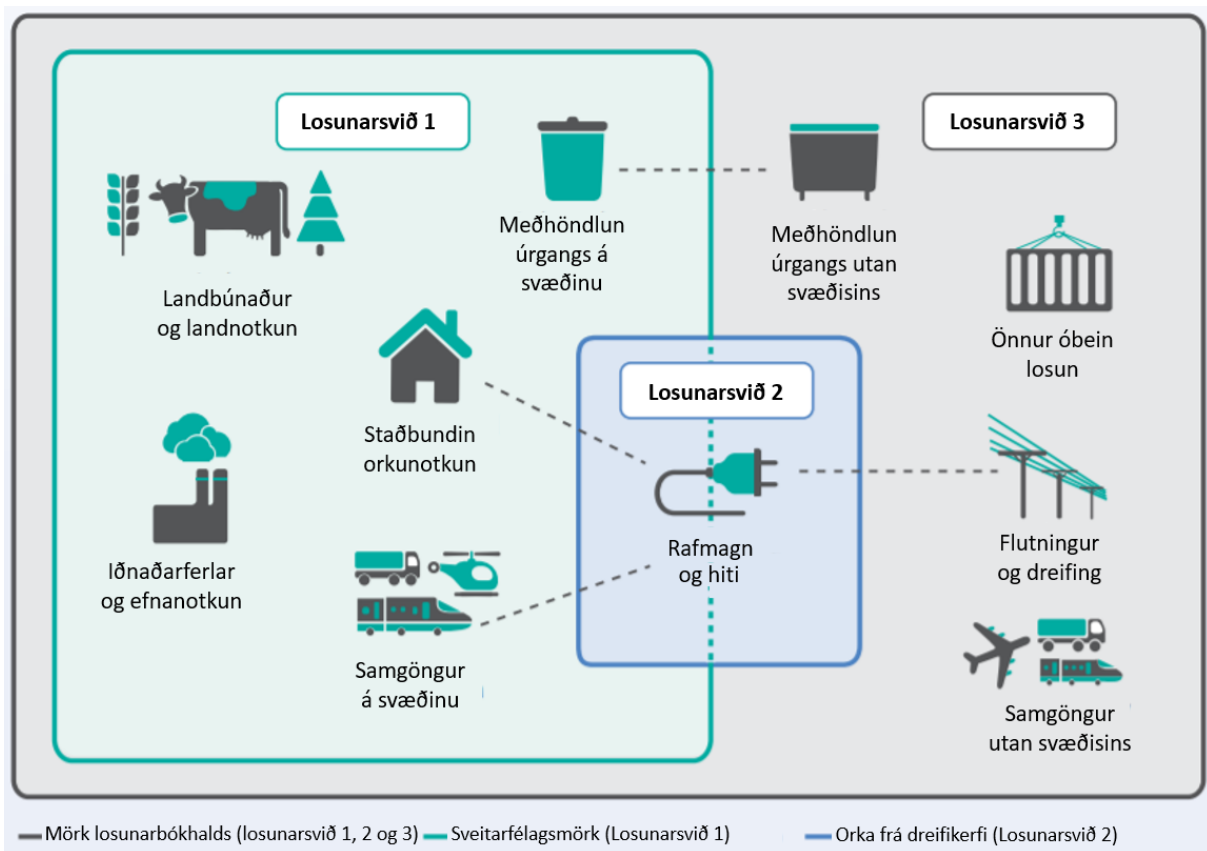 Losunarsvið 1
Losunarsvið 3
Landbúnaður
og landnotkun
Meðhöndlun
úrgangs á
svæðinu
Meðhöndlun
úrgangs utan
svæðisins
Önnur óbein
losun
Staðbundin
orkunotkun
Losunarsvið 2
Rafmagn
og hiti
Iðnaðarferlar
og efnanotkun
Flutningur
og dreifing
Samgöngur
á svæðinu
Samgöngur
utan svæðisins
Mörk losunarbókhalds (losunarsvið 1, 2 og 3)
Sveitarfélagsmörk (Losunarsvið 1)
Orka frá dreifikerfi (Losunarsvið 2)